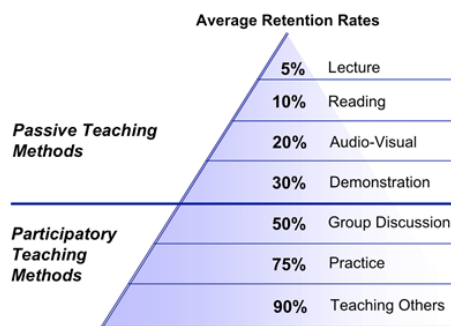 Average Retention Rates
5% Lecture
10% Reading
Passive Teaching
Methods
20% Audio-Visual
30% Demonstration
50% Group Discussion
Participatory
Teaching
Methods
75% Practice
90% Teaching Others